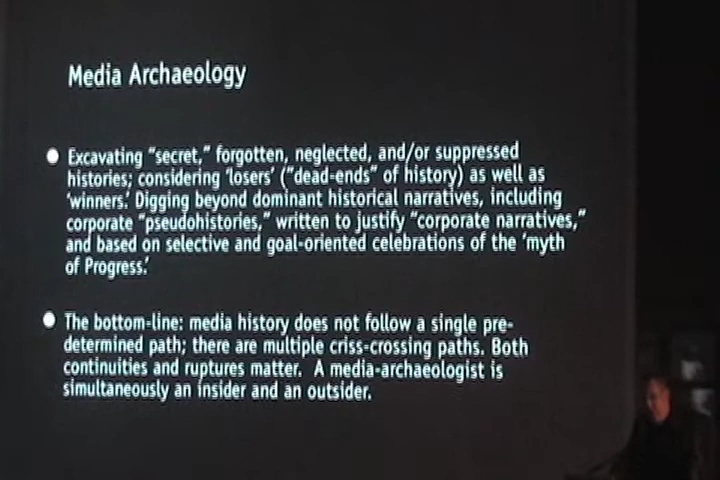 Media Archaeology
Excavating “secret,” forgotten, neglected, and/or suppressed
histories; considering ‘losers’ (“dead-ends” of history) as well as
‘winners.’ Digging beyond dominant historical narratives, including
corporate “pseudohistories,” written to justify “corporate narratives,”
and based on selective and goal-oriented celebrations of the ‘myth
of Progress.’
The bottom-line: media history does not follow a single pre-
determined path; there are multiple criss-crossing paths. Both
continuities and ruptures matter. A media-archaeologist is
simultaneously an insider and an outsider.